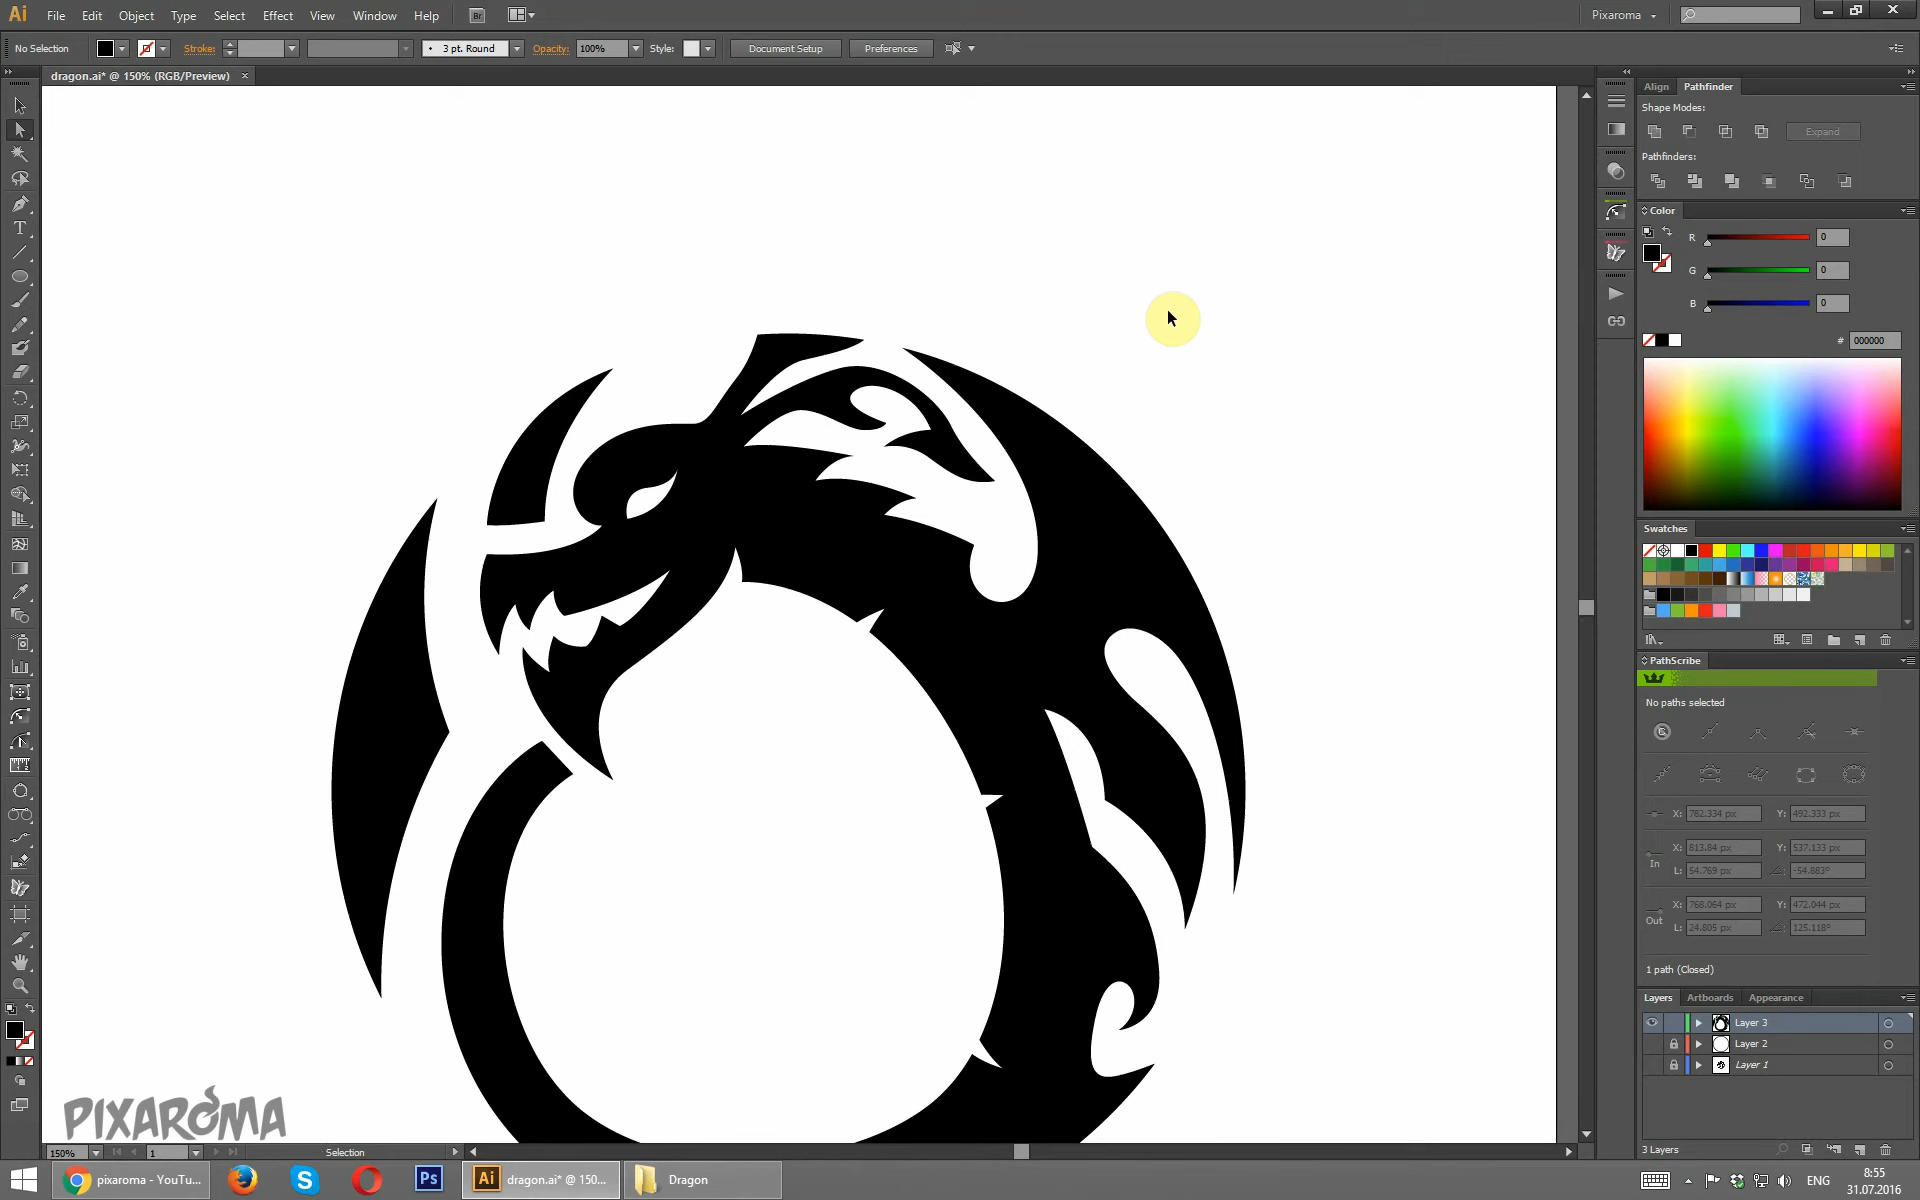 Ai File Edit Object Type Select Effect View Window Help Br Pixaroma
No Selection Stroke: 3 pt. Round Opacity: 100% Style: Document Setup Preferences
dragon.ai* @ 150% (RGB/Preview) ×
Align Pathfinder
Shape Modes:
Expand
Pathfinders:
Color
R 0
G 0
B 0
# 000000
Swatches
PathScribe
No paths selected
X: 782.334 px Y: 492.333 px
X: 813.84 px Y: 537.133 px
In
L: 54.769 px -54.883°
X: 768.064 px Y: 472.044 px
Out
L: 24.805 px 125.118°
1 path (Closed)
Layers Artboards Appearance
Layer 3
Layer 2
Layer 1
3 Layers
PIXAROMA
150% 1 Selection
pixaroma - YouTu... Ps Ai dragon.ai* @ 150... Dragon ENG 8:55
31.07.2016